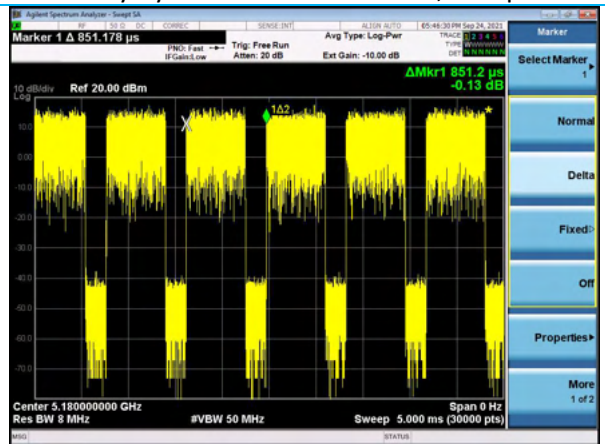 Agilent Spectrum Analyzer - Swept SA
RF 50 Ω DC CORREC SENSE:INT ALIGN AUTO 05:46:30 PM Sep 24, 2021
Marker 1 Δ 851.178 µs
PNO: Fast
IFGain:Low
Trig: Free Run
Atten: 20 dB
Avg Type: Log-Pwr
Ext Gain: -10.00 dB
TRACE 1 2 3 4 5 6
TYPE WWWWWW
DET N N N N N N
ΔMkr1 851.2 µs
-0.13 dB
10 dB/div Ref 20.00 dBm
Log
10.0
0.00
-10.0
-20.0
-30.0
-40.0
-50.0
-60.0
-70.0
1Δ2
X
Center 5.180000000 GHz
Span 0 Hz
Res BW 8 MHz
#VBW 50 MHz
Sweep 5.000 ms (30000 pts)
MSG
STATUS
Marker
Select Marker
1
Normal
Delta
Fixed
Off
Properties
More
1 of 2